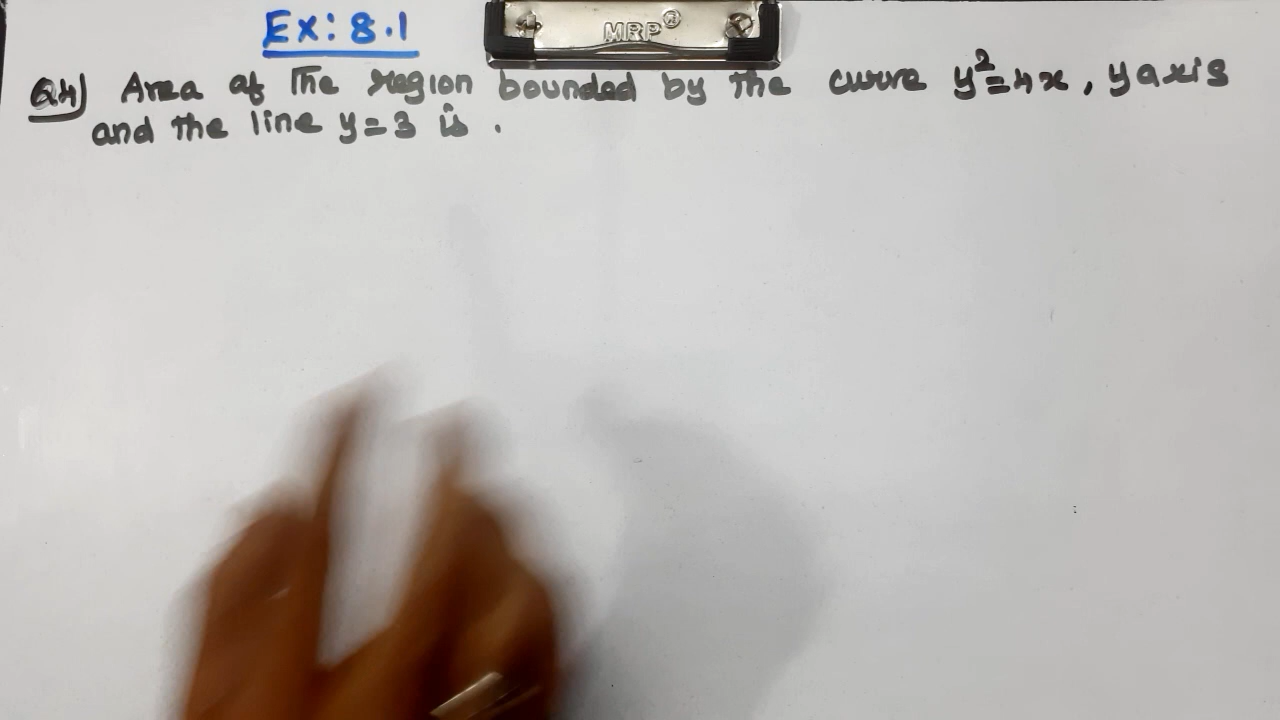 Ex: 8.1
MRP®
Q4) Area of the region bounded by the curve y²=4x, y axis
and the line y=3 is .